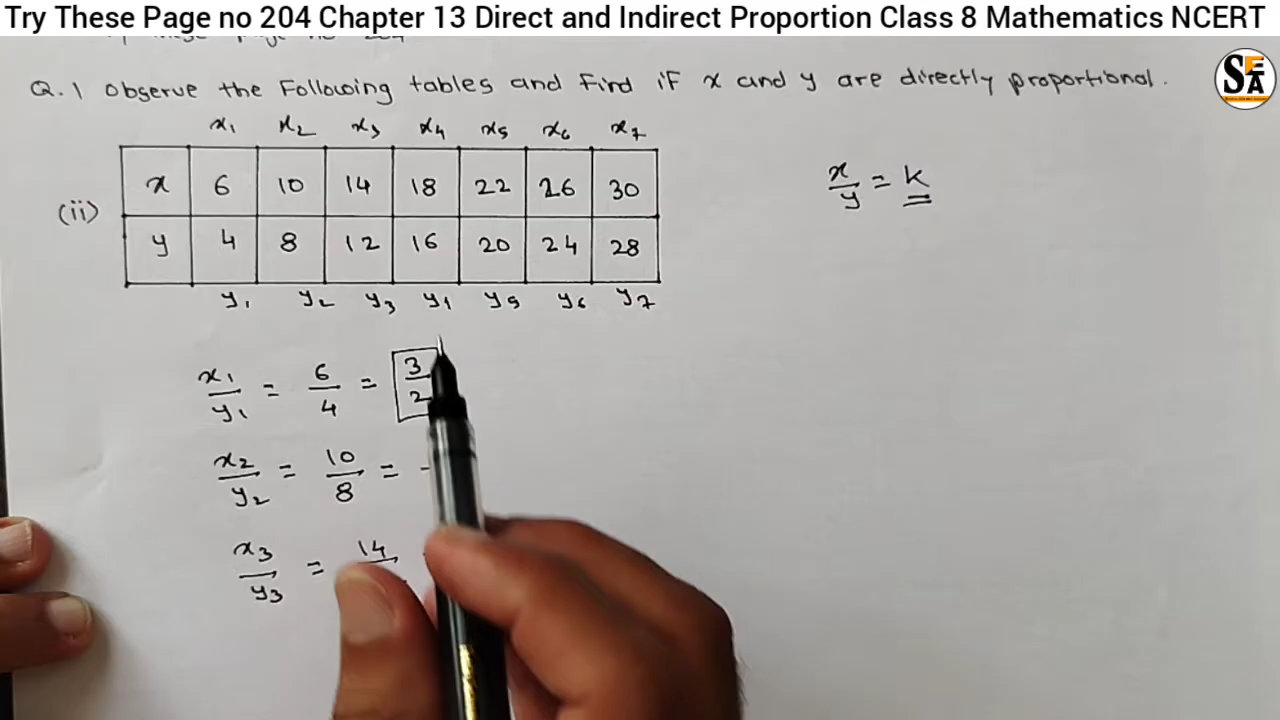 Try These Page no 204 Chapter 13 Direct and Indirect Proportion Class 8 Mathematics NCERT
SFEA
Q.1 Observe the Following tables and Find if x and y are directly proportional.
x₁ x₂ x₃ x₄ x₅ x₆ x₇
(ii)
x 6 10 14 18 22 26 30
y 4 8 12 16 20 24 28
y₁ y₂ y₃ y₁ y₅ y₆ y₇
x/y = k
x₁/y₁ = 6/4 = 3/2
x₂/y₂ = 10/8 =
x₃/y₃ = 14